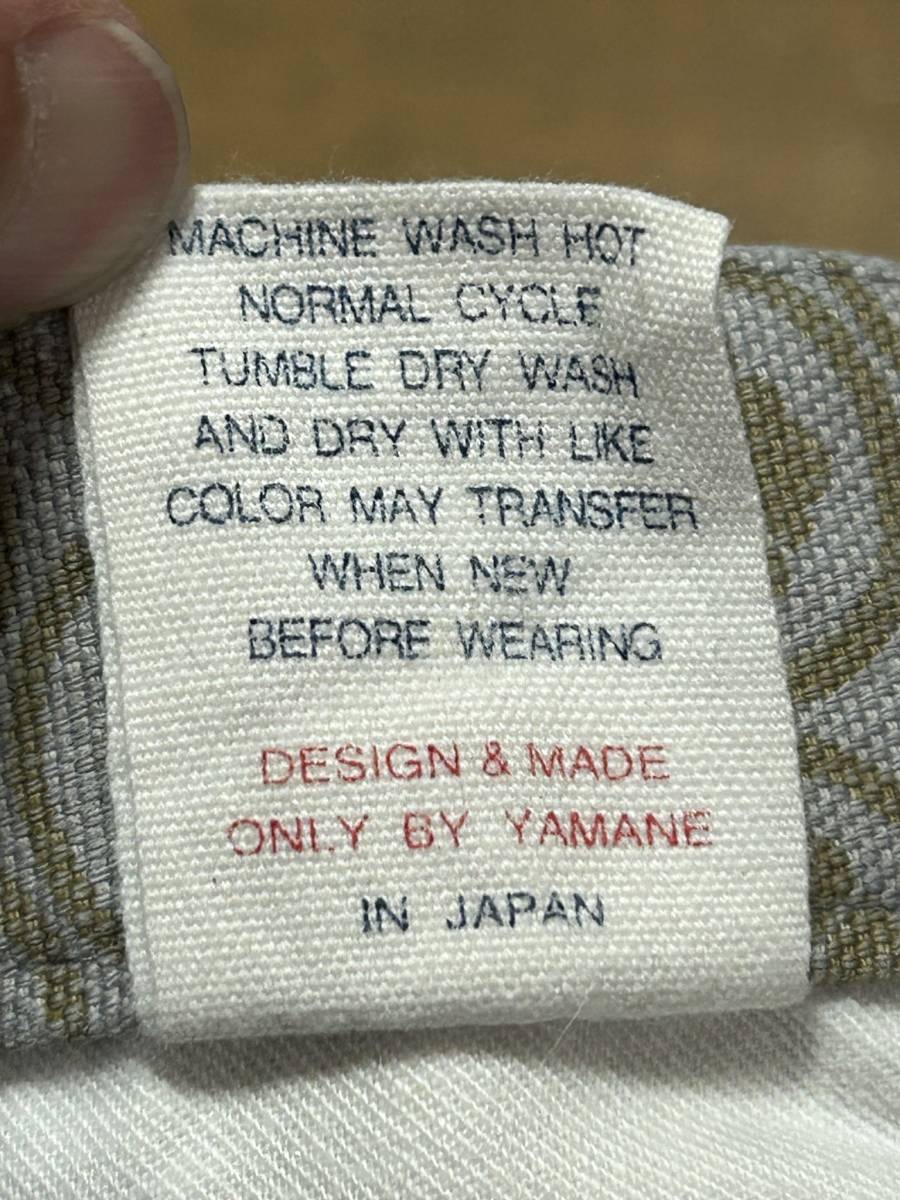 MACHINE WASH HOT
NORMAL CYCLE
TUMBLE DRY WASH
AND DRY WITH LIKE
COLOR MAY TRANSFER
WHEN NEW
BEFORE WEARING
DESIGN & MADE
ONLY BY YAMANE
IN JAPAN